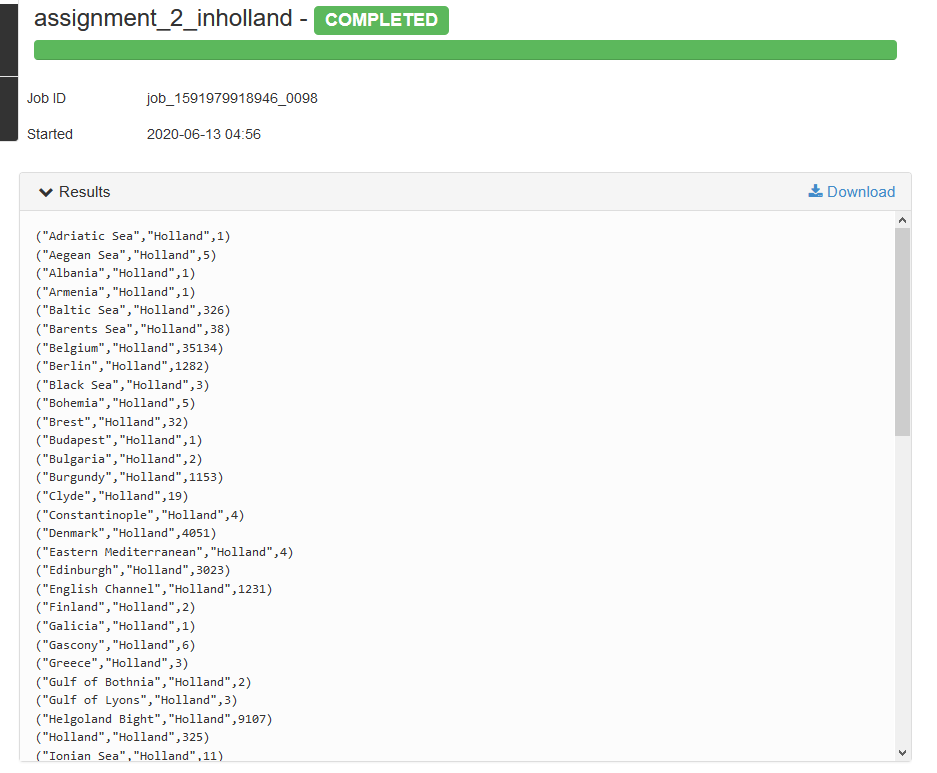 assignment_2_inholland - COMPLETED
Job ID job_1591979918946_0098
Started 2020-06-13 04:56
Results Download
("Adriatic Sea","Holland",1)
("Aegean Sea","Holland",5)
("Albania","Holland",1)
("Armenia","Holland",1)
("Baltic Sea","Holland",326)
("Barents Sea","Holland",38)
("Belgium","Holland",35134)
("Berlin","Holland",1282)
("Black Sea","Holland",3)
("Bohemia","Holland",5)
("Brest","Holland",32)
("Budapest","Holland",1)
("Bulgaria","Holland",2)
("Burgundy","Holland",1153)
("Clyde","Holland",19)
("Constantinople","Holland",4)
("Denmark","Holland",4051)
("Eastern Mediterranean","Holland",4)
("Edinburgh","Holland",3023)
("English Channel","Holland",1231)
("Finland","Holland",2)
("Galicia","Holland",1)
("Gascony","Holland",6)
("Greece","Holland",3)
("Gulf of Bothnia","Holland",2)
("Gulf of Lyons","Holland",3)
("Helgoland Bight","Holland",9107)
("Holland","Holland",325)
("Ionian Sea","Holland",11)